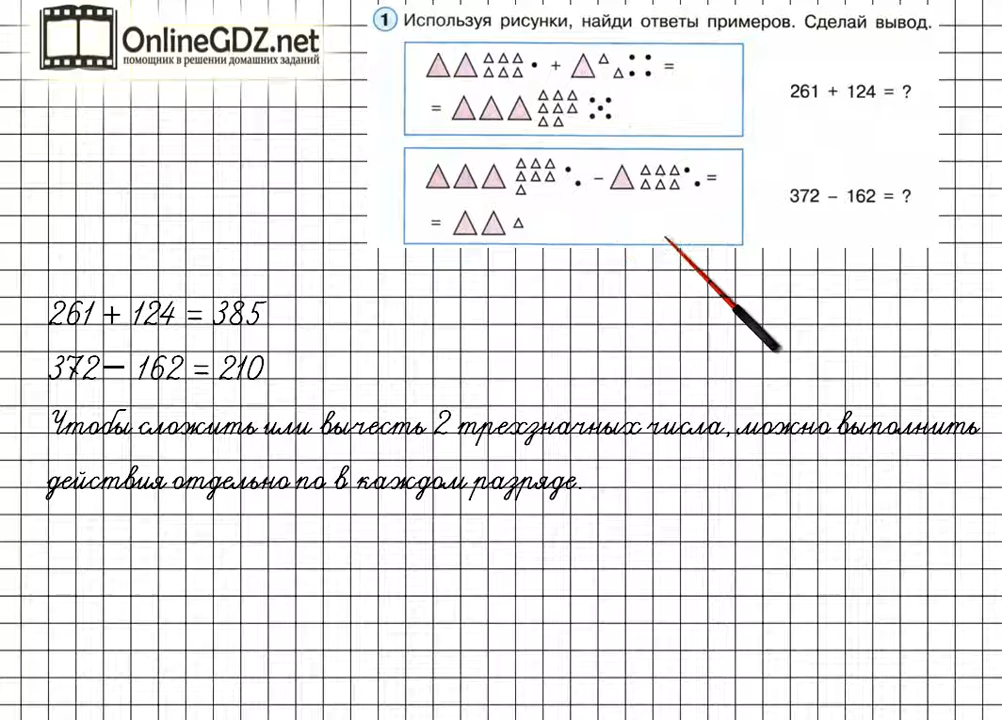 OnlineGDZ.net
помощник в решении домашних заданий
1 Используя рисунки, найди ответы примеров. Сделай вывод.
+ =
=
261 + 124 = ?
− =
=
372 − 162 = ?
261 + 124 = 385
372 − 162 = 210
Чтобы сложить или вычесть 2 трехзначных числа, можно выполнить
действия отдельно по в каждом разряде.